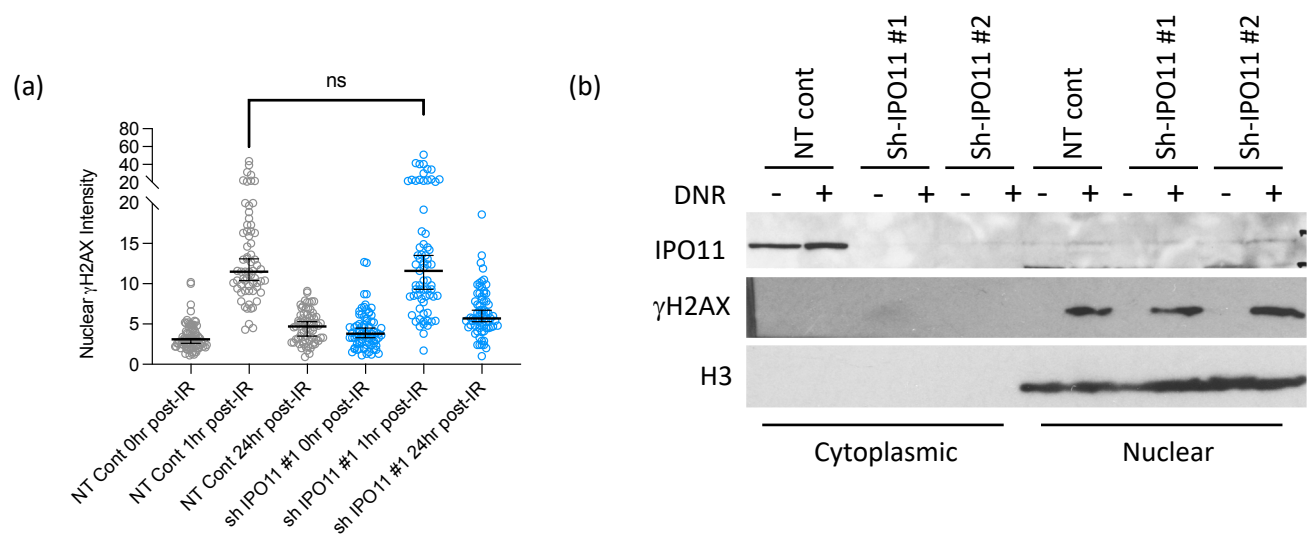 (a)
ns
Nuclear γH2AX Intensity
80
60
40
20
20
15
10
5
0
NT Cont 0hr post-IR
NT Cont 1hr post-IR
NT Cont 24hr post-IR
sh IPO11 #1 0hr post-IR
sh IPO11 #1 1hr post-IR
sh IPO11 #1 24hr post-IR
(b)
NT cont
Sh-IPO11 #1
Sh-IPO11 #2
NT cont
Sh-IPO11 #1
Sh-IPO11 #2
DNR - + - + - + - + - + - +
IPO11
γH2AX
H3
Cytoplasmic Nuclear